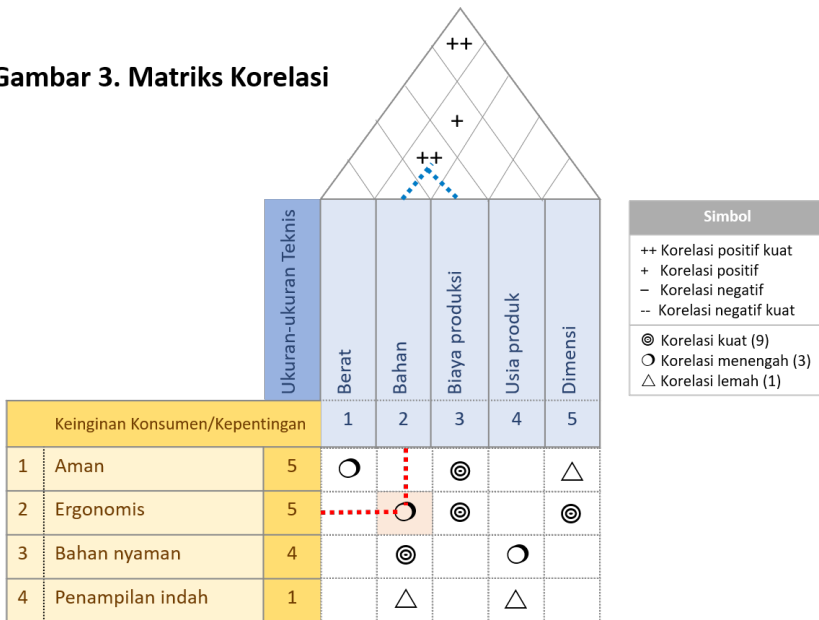 Gambar 3. Matriks Korelasi
++
+
++
Ukuran-ukuran Teknis
Berat
Bahan
Biaya produksi
Usia produk
Dimensi
Keinginan Konsumen/Kepentingan
1 2 3 4 5
1 Aman 5
2 Ergonomis 5
3 Bahan nyaman 4
4 Penampilan indah 1
Simbol
++ Korelasi positif kuat
+ Korelasi positif
– Korelasi negatif
-- Korelasi negatif kuat
◎ Korelasi kuat (9)
○ Korelasi menengah (3)
△ Korelasi lemah (1)